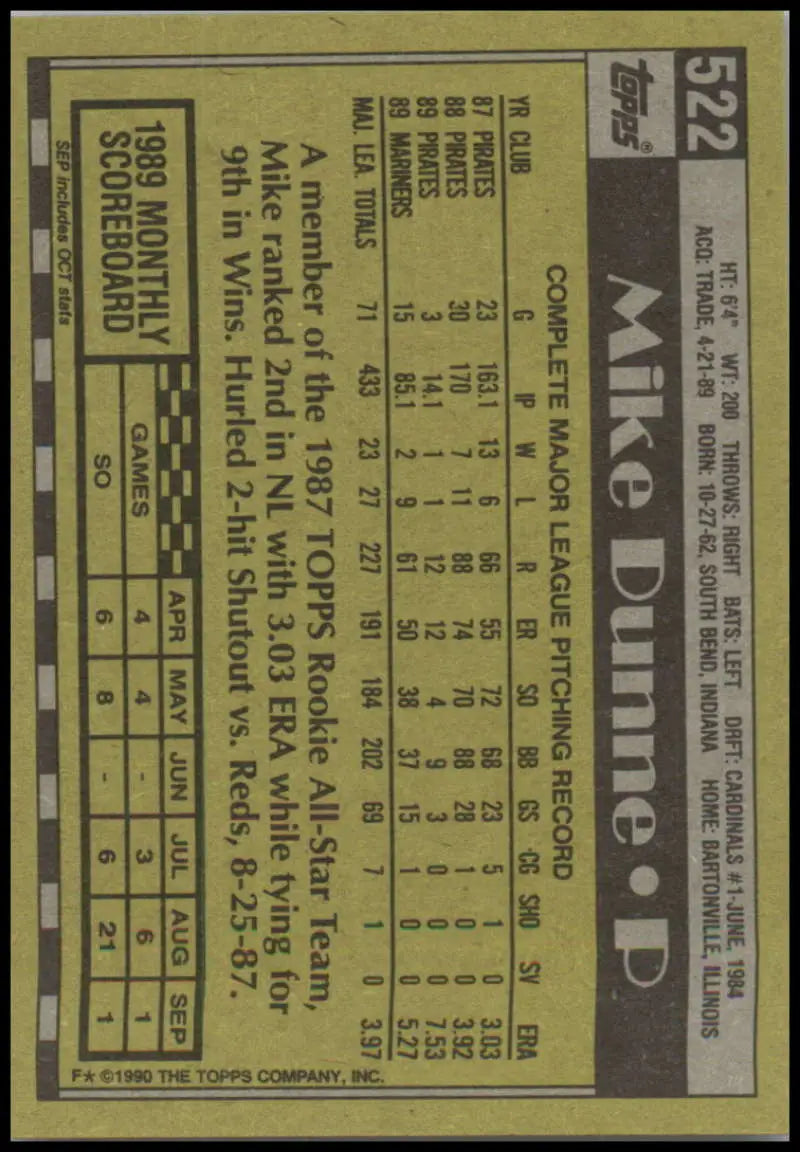 522
HT: 6'4" WT: 200 THROWS: RIGHT BATS: LEFT DRFT: CARDINALS #1-JUNE, 1984
ACQ: TRADE, 4-21-89 BORN: 10-27-62, SOUTH BEND, INDIANA HOME: BARTONVILLE, ILLINOIS
TOPPS® Mike Dunne • P
COMPLETE MAJOR LEAGUE PITCHING RECORD
YR CLUB G IP W L R ER SO BB GS CG SHO SV ERA
87 PIRATES 23 163.1 13 6 66 55 72 68 23 5 1 0 3.03
88 PIRATES 30 170 7 11 88 74 70 88 28 1 0 0 3.92
89 PIRATES 3 14.1 1 1 12 12 4 9 3 0 0 0 7.53
89 MARINERS 15 85.1 2 9 61 50 38 37 15 1 0 0 5.27
MAJ. LEA. TOTALS 71 433 23 27 227 191 184 202 69 7 1 0 3.97
A member of the 1987 TOPPS Rookie All-Star Team,
Mike ranked 2nd in NL with 3.03 ERA while tying for
9th in Wins. Hurled 2-hit Shutout vs. Reds, 8-25-87.
1989 MONTHLY
SCOREBOARD
APR MAY JUN JUL AUG SEP
GAMES 4 4 - 3 6 1
SO 6 8 - 6 21 1
SEP includes OCT stats
F★ ©1990 THE TOPPS COMPANY, INC.